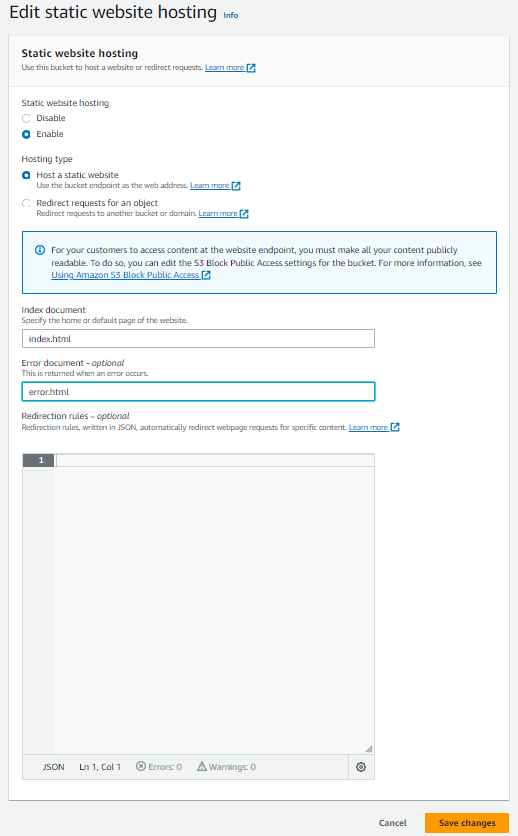 Edit static website hosting Info
Static website hosting
Use this bucket to host a website or redirect requests. Learn more
Static website hosting
Disable
Enable
Hosting type
Host a static website
Use the bucket endpoint as the web address. Learn more
Redirect requests for an object
Redirect requests to another bucket or domain. Learn more
For your customers to access content at the website endpoint, you must make all your content publicly
readable. To do so, you can edit the S3 Block Public Access settings for the bucket. For more information, see
Using Amazon S3 Block Public Access
Index document
Specify the home or default page of the website.
index.html
Error document - optional
This is returned when an error occurs.
error.html
Redirection rules – optional
Redirection rules, written in JSON, automatically redirect webpage requests for specific content. Learn more
1
JSON Ln 1, Col 1 Errors: 0 Warnings: 0
Cancel Save changes